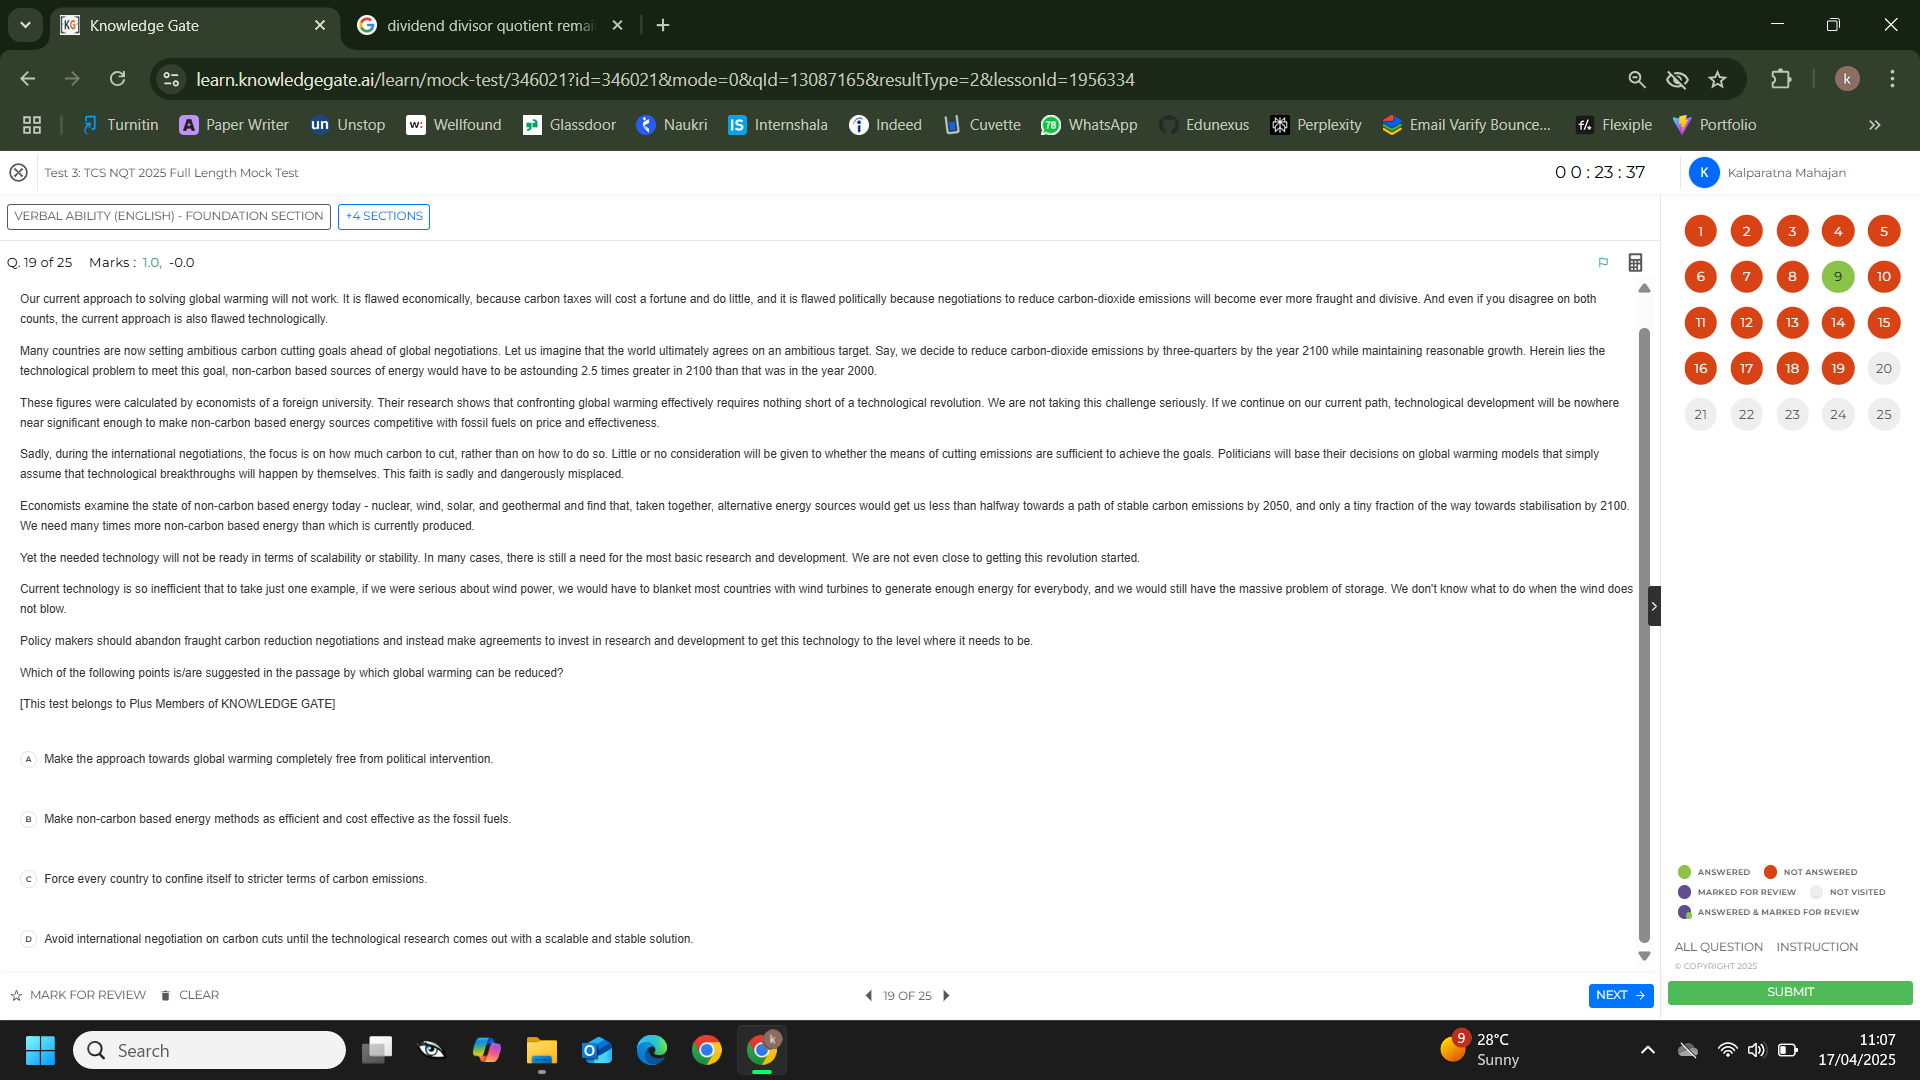 Knowledge Gate
dividend divisor quotient remai
learn.knowledgegate.ai/learn/mock-test/346021?id=346021&mode=0&qId=13087165&resultType=2&lessonId=1956334
k
Turnitin
A Paper Writer
un Unstop
w: Wellfound
Glassdoor
Naukri
IS Internshala
Indeed
Cuvette
78 WhatsApp
Edunexus
Perplexity
Email Varify Bounce...
f/. Flexiple
Portfolio
Test 3: TCS NQT 2025 Full Length Mock Test
0 0 : 23 : 37
K Kalparatna Mahajan
VERBAL ABILITY (ENGLISH) - FOUNDATION SECTION
+4 SECTIONS
Q. 19 of 25 Marks : 1.0, -0.0
Our current approach to solving global warming will not work. It is flawed economically, because carbon taxes will cost a fortune and do little, and it is flawed politically because negotiations to reduce carbon-dioxide emissions will become ever more fraught and divisive. And even if you disagree on both
counts, the current approach is also flawed technologically.
Many countries are now setting ambitious carbon cutting goals ahead of global negotiations. Let us imagine that the world ultimately agrees on an ambitious target. Say, we decide to reduce carbon-dioxide emissions by three-quarters by the year 2100 while maintaining reasonable growth. Herein lies the
technological problem to meet this goal, non-carbon based sources of energy would have to be astounding 2.5 times greater in 2100 than that was in the year 2000.
These figures were calculated by economists of a foreign university. Their research shows that confronting global warming effectively requires nothing short of a technological revolution. We are not taking this challenge seriously. If we continue on our current path, technological development will be nowhere
near significant enough to make non-carbon based energy sources competitive with fossil fuels on price and effectiveness.
Sadly, during the international negotiations, the focus is on how much carbon to cut, rather than on how to do so. Little or no consideration will be given to whether the means of cutting emissions are sufficient to achieve the goals. Politicians will base their decisions on global warming models that simply
assume that technological breakthroughs will happen by themselves. This faith is sadly and dangerously misplaced.
Economists examine the state of non-carbon based energy today - nuclear, wind, solar, and geothermal and find that, taken together, alternative energy sources would get us less than halfway towards a path of stable carbon emissions by 2050, and only a tiny fraction of the way towards stabilisation by 2100.
We need many times more non-carbon based energy than which is currently produced.
Yet the needed technology will not be ready in terms of scalability or stability. In many cases, there is still a need for the most basic research and development. We are not even close to getting this revolution started.
Current technology is so inefficient that to take just one example, if we were serious about wind power, we would have to blanket most countries with wind turbines to generate enough energy for everybody, and we would still have the massive problem of storage. We don't know what to do when the wind does
not blow.
Policy makers should abandon fraught carbon reduction negotiations and instead make agreements to invest in research and development to get this technology to the level where it needs to be.
Which of the following points is/are suggested in the passage by which global warming can be reduced?
[This test belongs to Plus Members of KNOWLEDGE GATE]
A Make the approach towards global warming completely free from political intervention.
B Make non-carbon based energy methods as efficient and cost effective as the fossil fuels.
C Force every country to confine itself to stricter terms of carbon emissions.
D Avoid international negotiation on carbon cuts until the technological research comes out with a scalable and stable solution.
MARK FOR REVIEW
CLEAR
19 OF 25
NEXT
1 2 3 4 5
6 7 8 9 10
11 12 13 14 15
16 17 18 19 20
21 22 23 24 25
ANSWERED
NOT ANSWERED
MARKED FOR REVIEW
NOT VISITED
ANSWERED & MARKED FOR REVIEW
ALL QUESTION
INSTRUCTION
© COPYRIGHT 2025
SUBMIT
Search
k
9
28°C
Sunny
11:07
17/04/2025